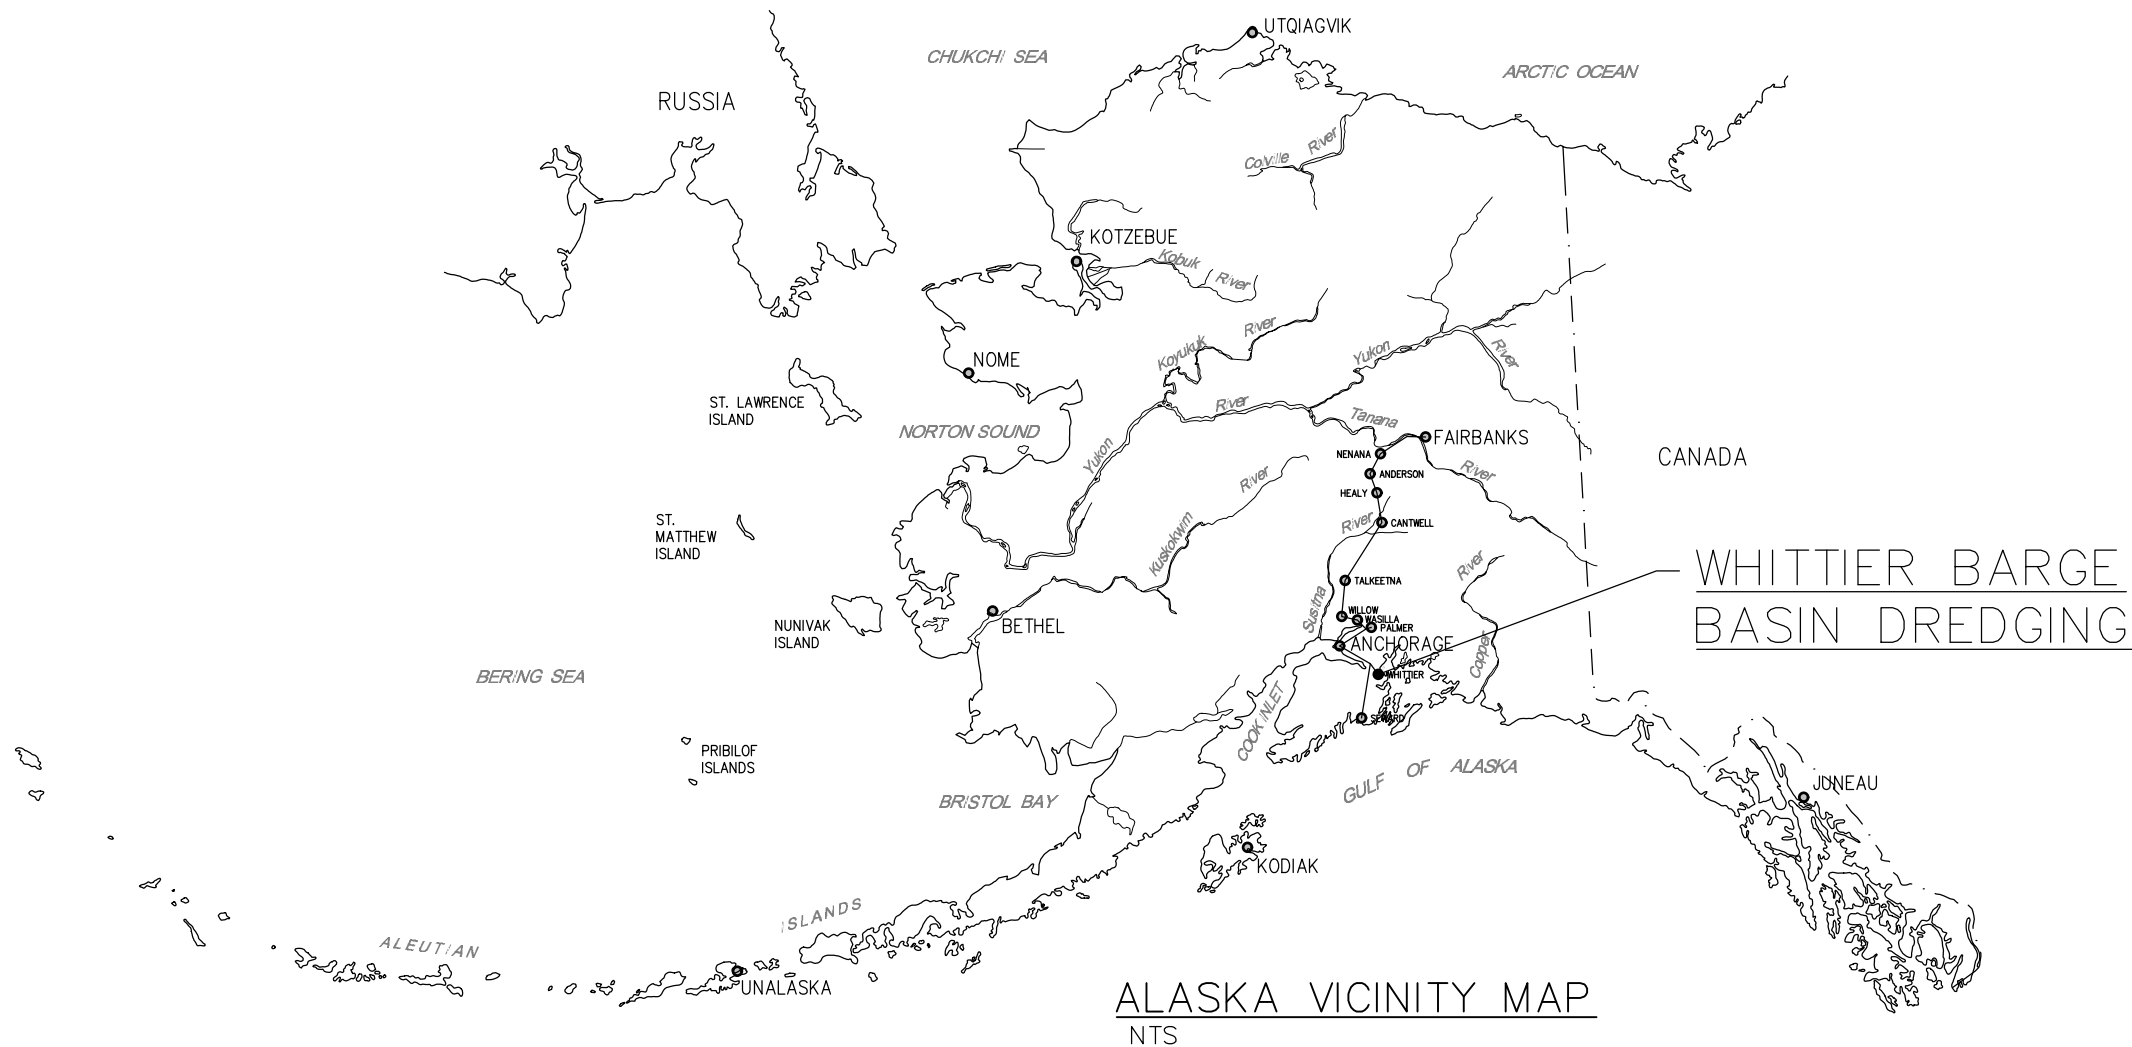 UTQIAGVIK
CHUKCHI SEA
ARCTIC OCEAN
RUSSIA
Colville River
KOTZEBUE
Kobuk River
Koyukuk River
Yukon River
NOME
ST. LAWRENCE
ISLAND
NORTON SOUND
River
Tanana
FAIRBANKS
CANADA
NENANA
Yukon
River
ANDERSON
River
HEALY
ST.
MATTHEW
ISLAND
River
CANTWELL
Kuskokwim
River
WHITTIER BARGE
BASIN DREDGING
TALKEETNA
Susitna
WILLOW
WASILLA
PALMER
NUNIVAK
ISLAND
BETHEL
ANCHORAGE
Copper
WHITTIER
BERING SEA
COOK INLET
SEWARD
PRIBILOF
ISLANDS
GULF OF ALASKA
JUNEAU
BRISTOL BAY
KODIAK
ALEUTIAN ISLANDS
UNALASKA
ALASKA VICINITY MAP
NTS